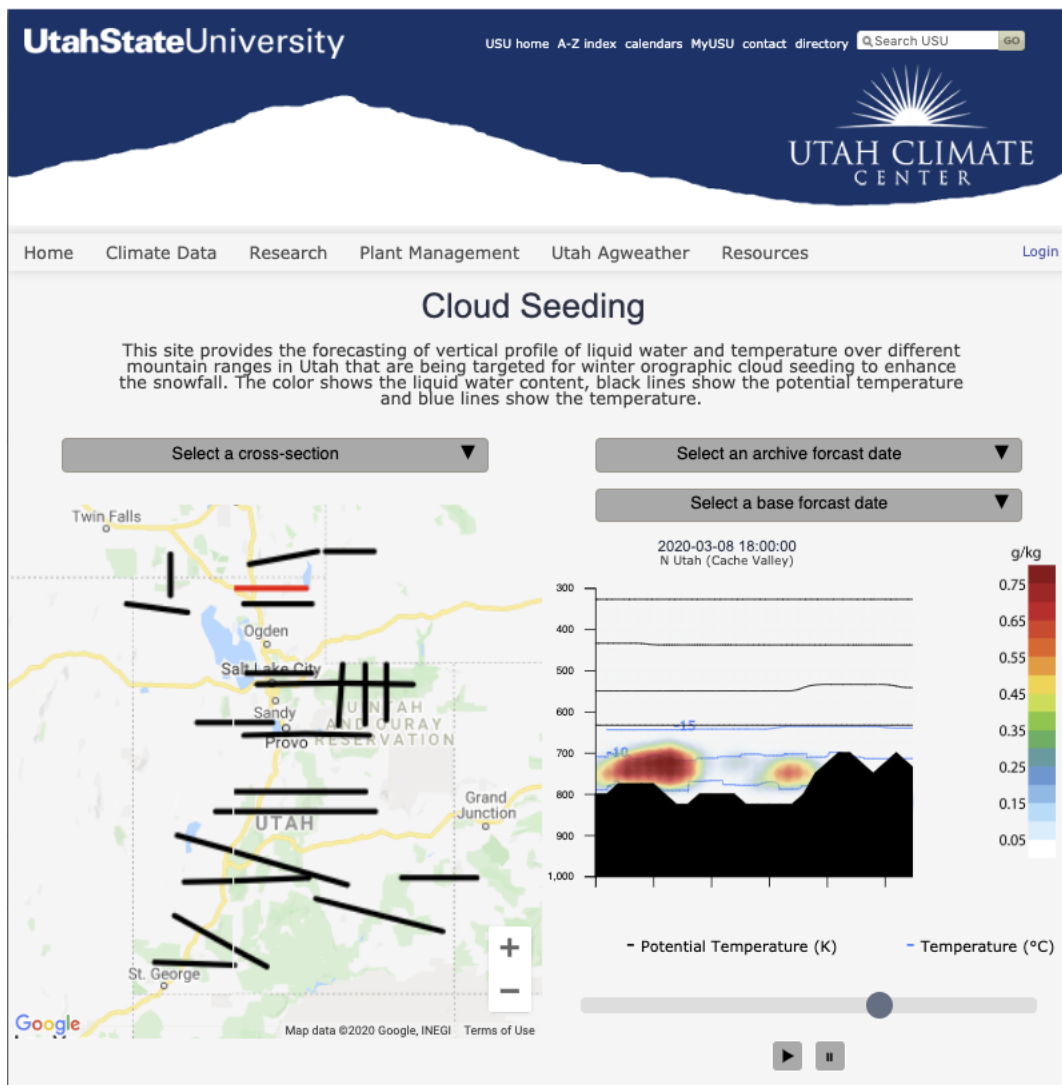 UtahStateUniversity
USU home A-Z index calendars MyUSU contact directory Search USU GO
UTAH CLIMATE
CENTER
Home Climate Data Research Plant Management Utah Agweather Resources Login
Cloud Seeding
This site provides the forecasting of vertical profile of liquid water and temperature over different
mountain ranges in Utah that are being targeted for winter orographic cloud seeding to enhance
the snowfall. The color shows the liquid water content, black lines show the potential temperature
and blue lines show the temperature.
Select a cross-section ▼
Select an archive forcast date ▼
Select a base forcast date ▼
Twin Falls
Ogden
Salt Lake City
Sandy
Provo
UINTAH
AND OURAY
RESERVATION
Grand
Junction
UTAH
St. George
+
−
Google
Map data ©2020 Google, INEGI Terms of Use
2020-03-08 18:00:00
N Utah (Cache Valley)
g/kg
300
400
500
600
700
800
900
1,000
-15
-10
0.75
0.65
0.55
0.45
0.35
0.25
0.15
0.05
- Potential Temperature (K) - Temperature (°C)